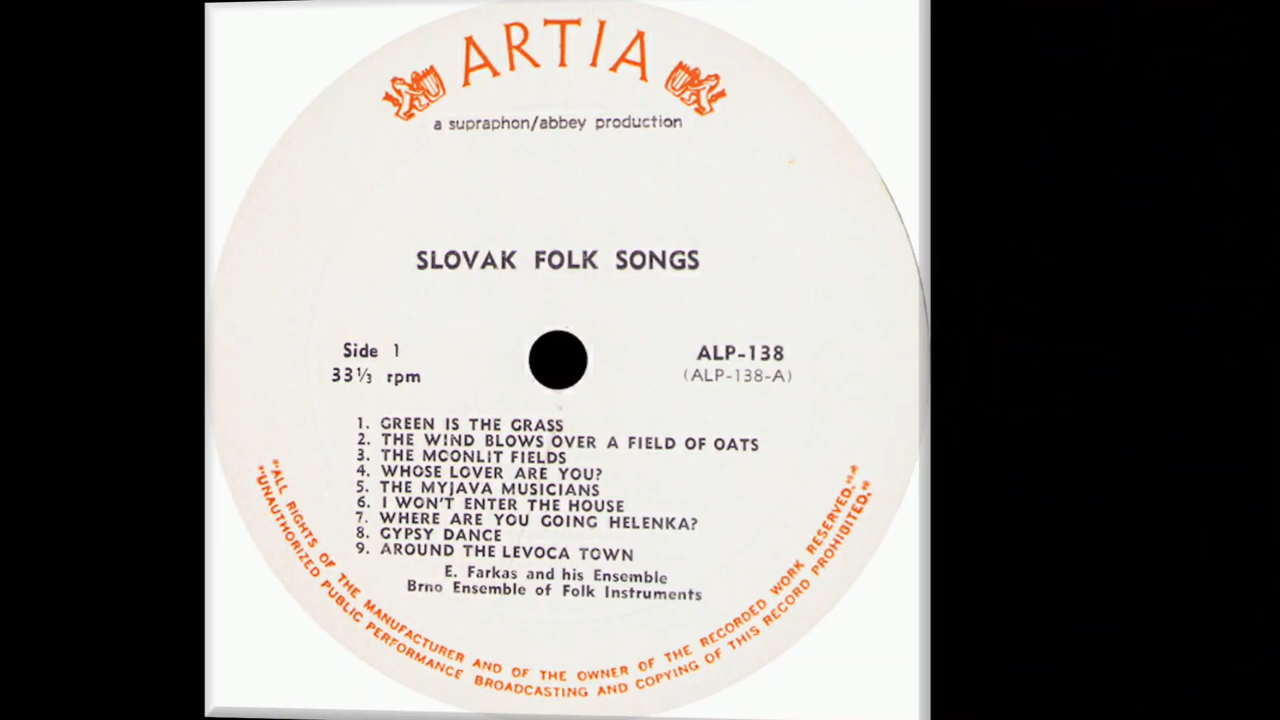 ARTIA
a supraphon/abbey production
SLOVAK FOLK SONGS
Side 1
33⅓ rpm
ALP-138
(ALP-138-A)
1. GREEN IS THE GRASS
2. THE WIND BLOWS OVER A FIELD OF OATS
3. THE MOONLIT FIELDS
4. WHOSE LOVER ARE YOU?
5. THE MYJAVA MUSICIANS
6. I WON'T ENTER THE HOUSE
7. WHERE ARE YOU GOING HELENKA?
8. GYPSY DANCE
9. AROUND THE LEVOCA TOWN
E. Farkas and his Ensemble
Brno Ensemble of Folk Instruments
"ALL RIGHTS OF THE MANUFACTURER AND OF THE OWNER OF THE RECORDED WORK RESERVED."
"UNAUTHORIZED PUBLIC PERFORMANCE BROADCASTING AND COPYING OF THIS RECORD PROHIBITED."